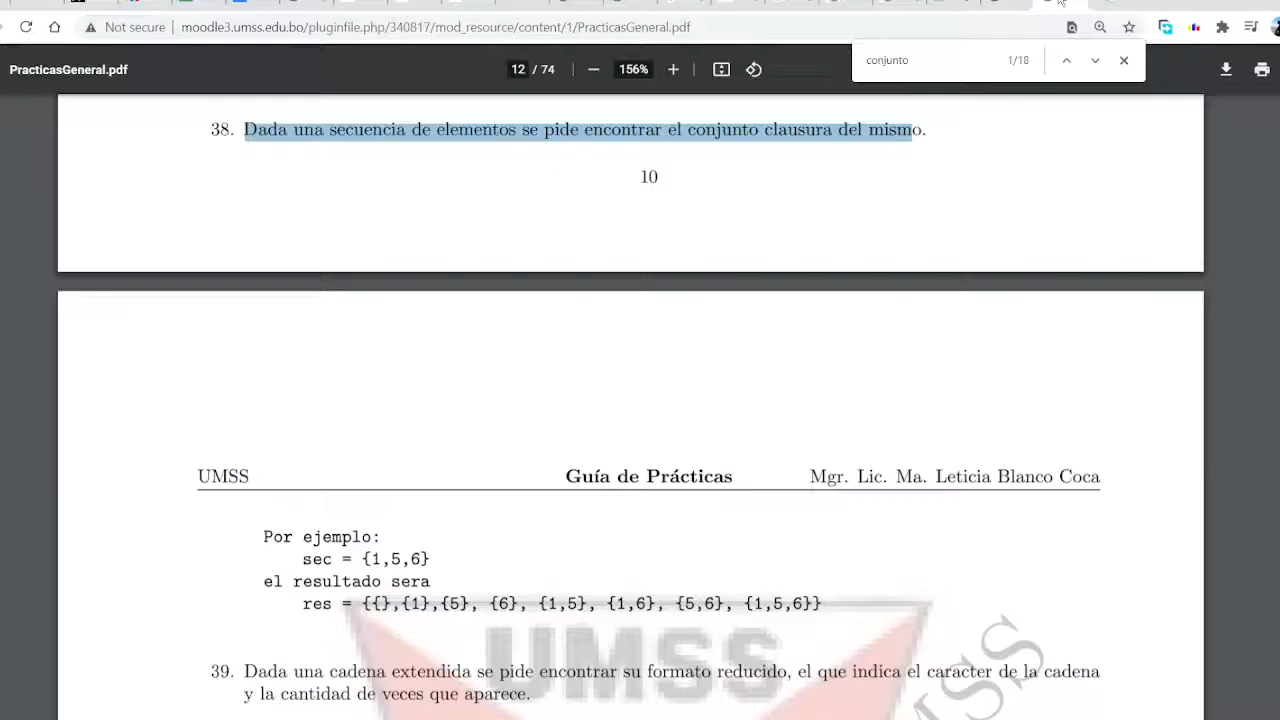 Not secure | moodle3.umss.edu.bo/pluginfile.php/340817/mod_resource/content/1/PracticasGeneral.pdf
PracticasGeneral.pdf
12 / 74
156%
conjunto
1/18
38. Dada una secuencia de elementos se pide encontrar el conjunto clausura del mismo.
10
UMSS Guía de Prácticas Mgr. Lic. Ma. Leticia Blanco Coca
Por ejemplo:
sec = {1,5,6}
el resultado sera
res = {{},{1},{5}, {6}, {1,5}, {1,6}, {5,6}, {1,5,6}}
UMSS
39. Dada una cadena extendida se pide encontrar su formato reducido, el que indica el caracter de la cadena
y la cantidad de veces que aparece.